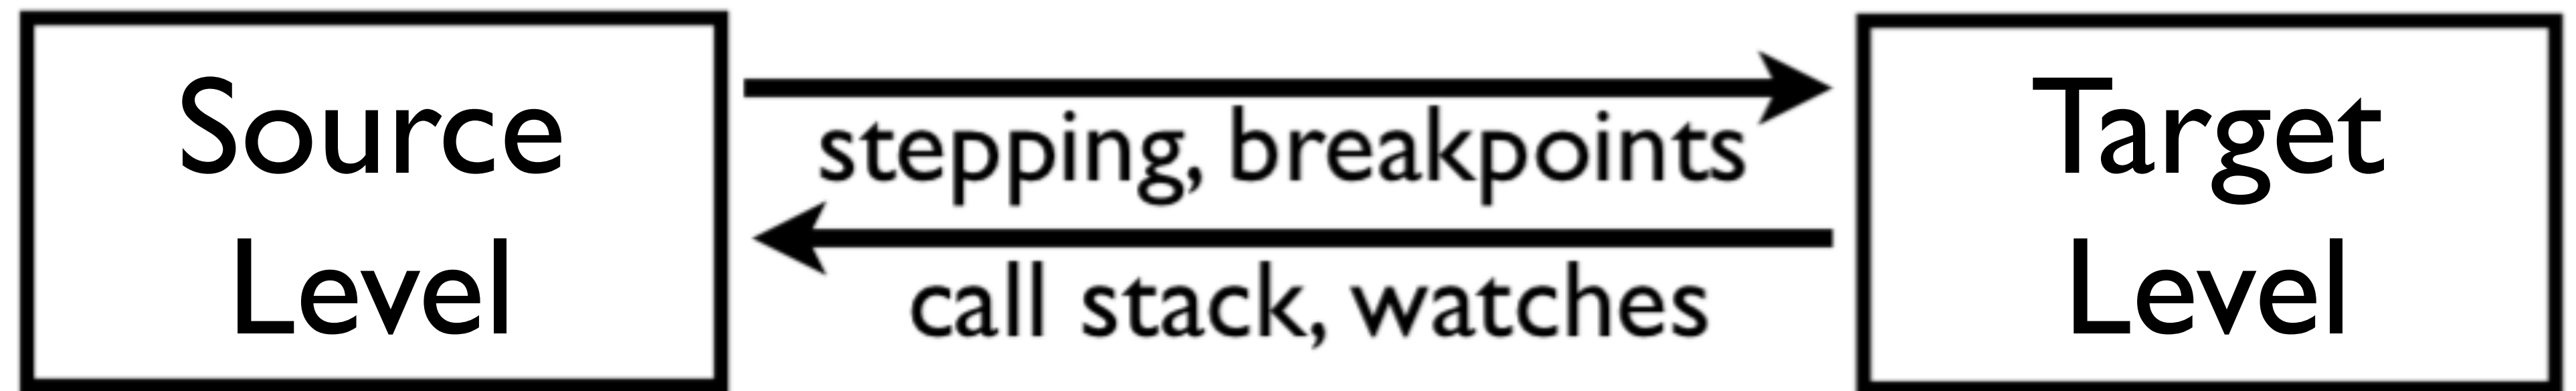 Source
Level
stepping, breakpoints
call stack, watches
Target
Level